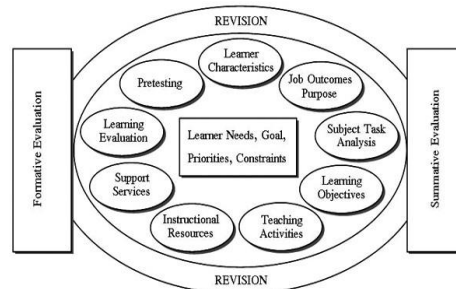 REVISION
Learner
Characteristics
Pretesting
Job Outcomes
Purpose
Learning
Evaluation
Learner Needs, Goal,
Priorities, Constraints
Subject Task
Analysis
Support
Services
Learning
Objectives
Instructional
Resources
Teaching
Activities
REVISION
Formative Evaluation
Summative Evaluation